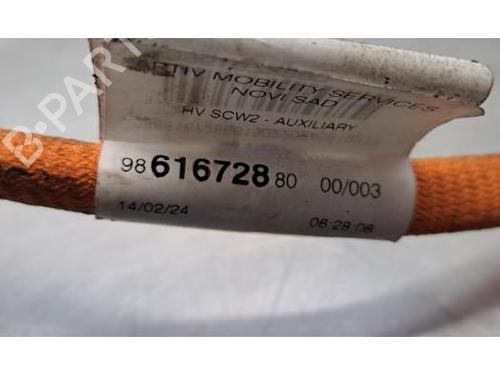 APTIV MOBILITY SERVICES
NOVI SAD
HV SCW2 - AUXILIARY
98 616728 80 00/003
14/02/24 06:28:06
B-PARTS